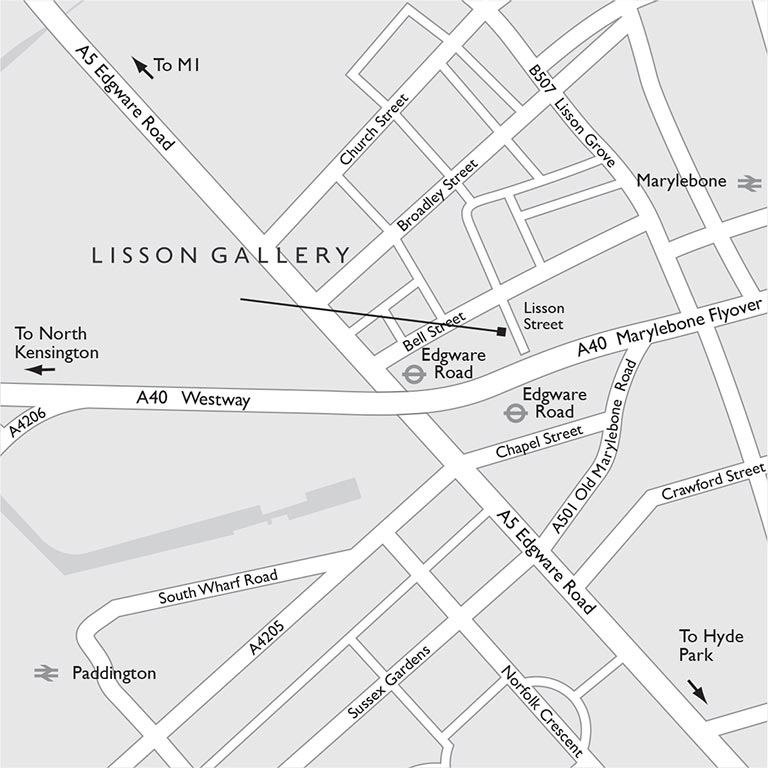 To M1
A5 Edgware Road
Church Street
B507 Lisson Grove
Marylebone
Broadley Street
LISSON GALLERY
Lisson
Street
To North
Kensington
Bell Street
A40 Marylebone Flyover
Edgware
Road
A40 Westway
Edgware
Road
A4206
Chapel Street
A501 Old Marylebone Road
Crawford Street
A5 Edgware Road
South Wharf Road
A4205
To Hyde
Park
Paddington
Sussex Gardens
Norfolk Crescent